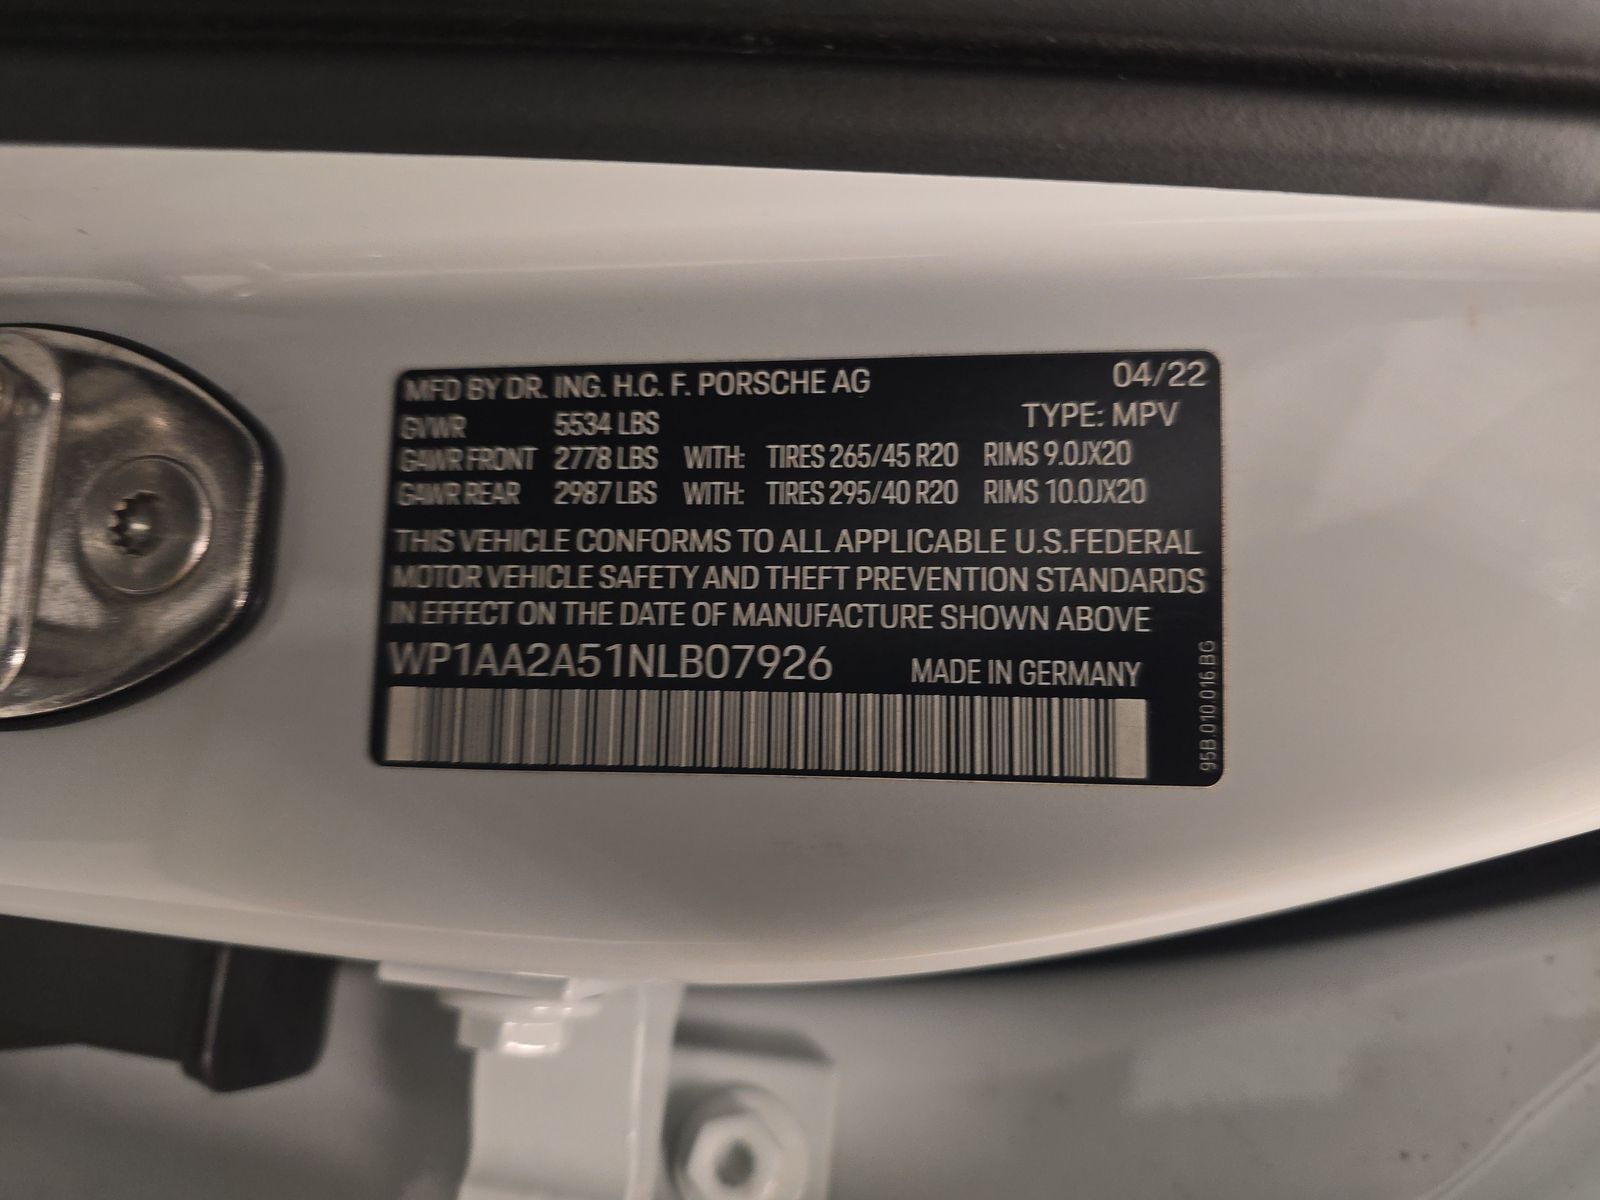 MFD BY DR. ING. H.C. F. PORSCHE AG 04/22
GVWR 5534 LBS TYPE: MPV
GAWR FRONT 2778 LBS WITH: TIRES 265/45 R20 RIMS 9.0JX20
GAWR REAR 2987 LBS WITH: TIRES 295/40 R20 RIMS 10.0JX20
THIS VEHICLE CONFORMS TO ALL APPLICABLE U.S.FEDERAL
MOTOR VEHICLE SAFETY AND THEFT PREVENTION STANDARDS
IN EFFECT ON THE DATE OF MANUFACTURE SHOWN ABOVE
WP1AA2A51NLB07926 MADE IN GERMANY
95B.010.016.BG